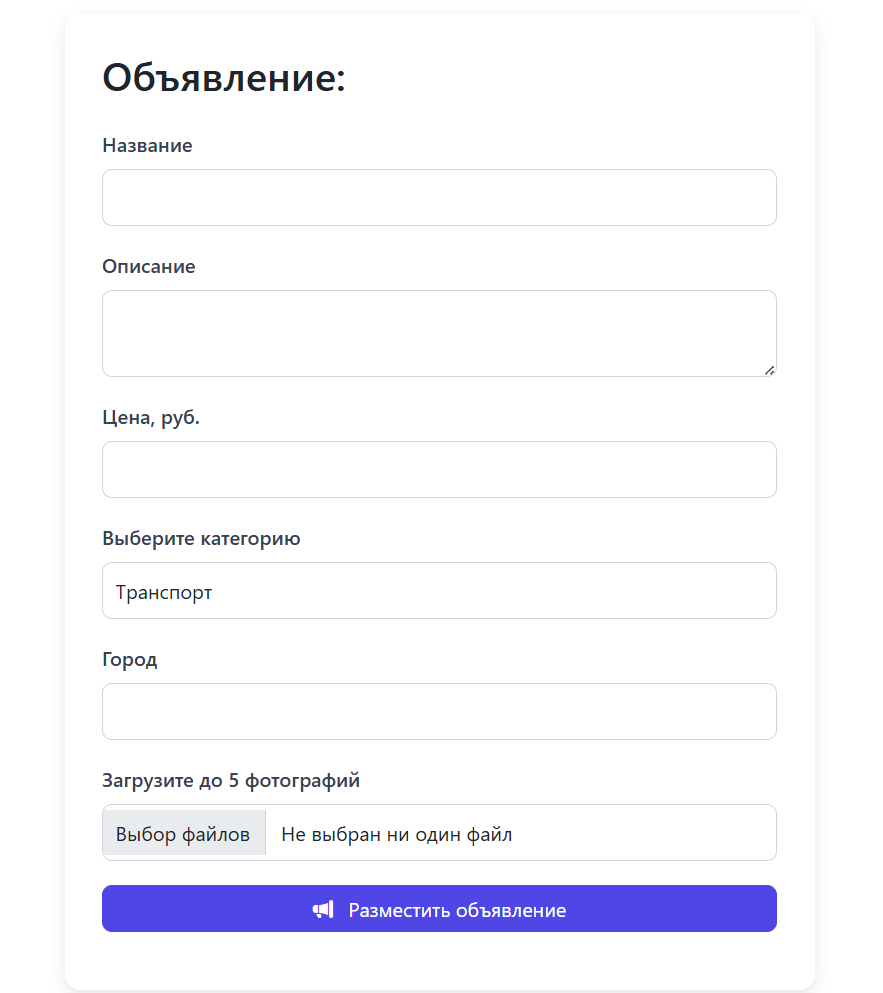 Объявление:
Название
Описание
Цена, руб.
Выберите категорию
Транспорт
Город
Загрузите до 5 фотографий
Выбор файлов Не выбран ни один файл
Разместить объявление